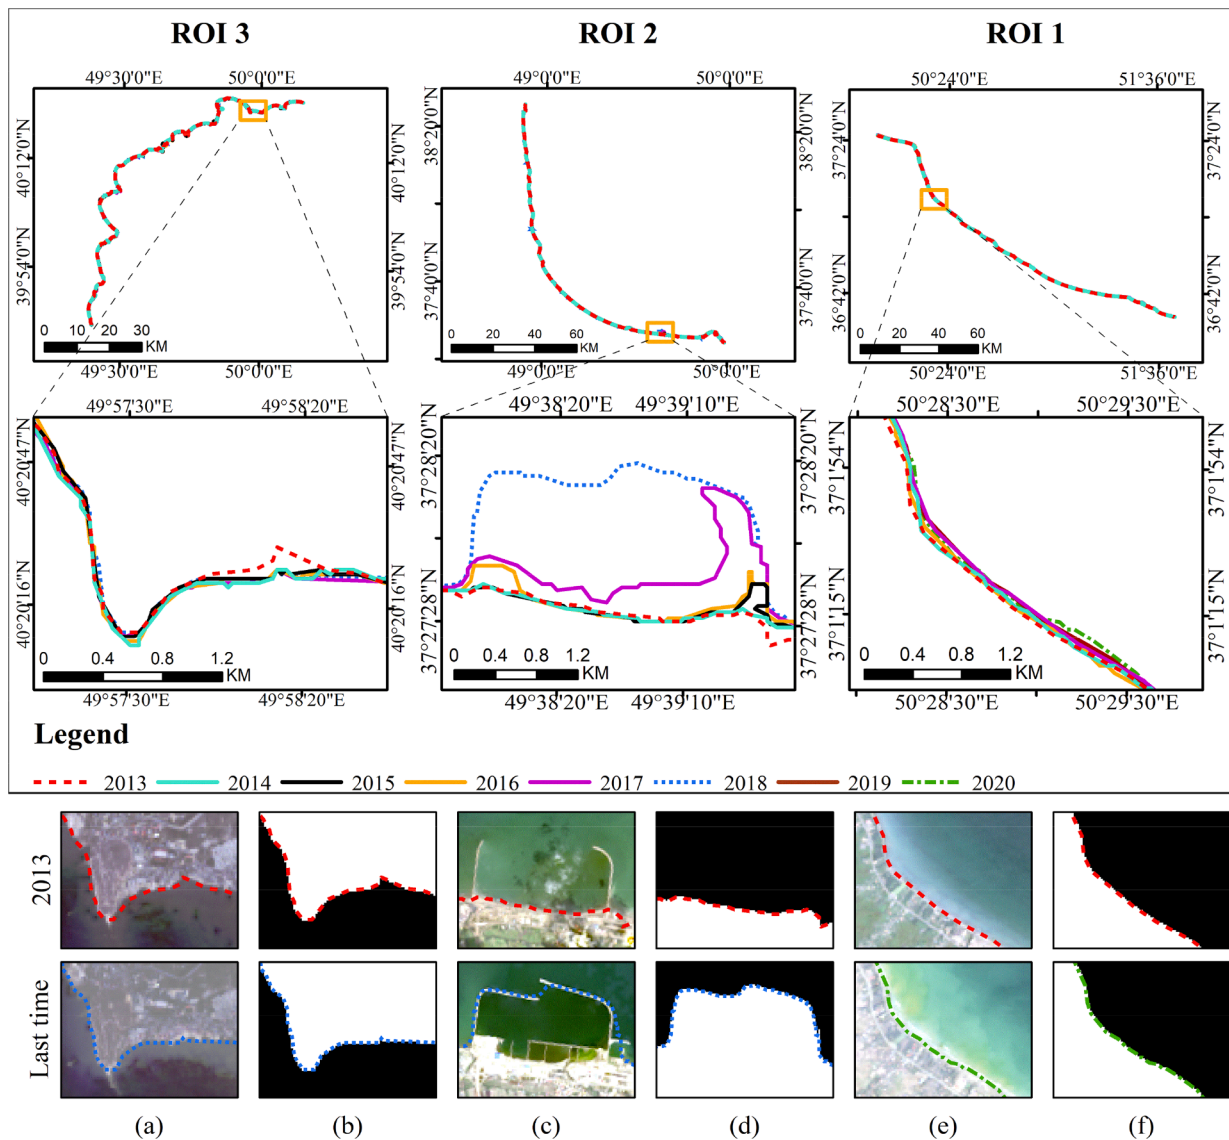 ROI 3
ROI 2
ROI 1
49°30'0"E 50°0'0"E
49°0'0"E 50°0'0"E
50°24'0"E 51°36'0"E
40°12'0"N
39°54'0"N
40°12'0"N
39°54'0"N
38°20'0"N
37°40'0"N
38°20'0"N
37°40'0"N
37°24'0"N
36°42'0"N
37°24'0"N
36°42'0"N
0 10 20 30
KM
0 20 40 60
KM
0 20 40 60
KM
49°30'0"E 50°0'0"E
49°0'0"E 50°0'0"E
50°24'0"E 51°36'0"E
49°57'30"E 49°58'20"E
49°38'20"E 49°39'10"E
50°28'30"E 50°29'30"E
40°20'47"N
40°20'16"N
40°20'47"N
40°20'16"N
37°28'20"N
37°27'28"N
37°28'20"N
37°27'28"N
37°1'54"N
37°1'15"N
37°1'54"N
37°1'15"N
0 0.4 0.8 1.2
KM
0 0.4 0.8 1.2
KM
0 0.4 0.8 1.2
KM
49°57'30"E 49°58'20"E
49°38'20"E 49°39'10"E
50°28'30"E 50°29'30"E
Legend
2013 2014 2015 2016 2017 2018 2019 2020
2013
Last time
(a) (b) (c) (d) (e) (f)